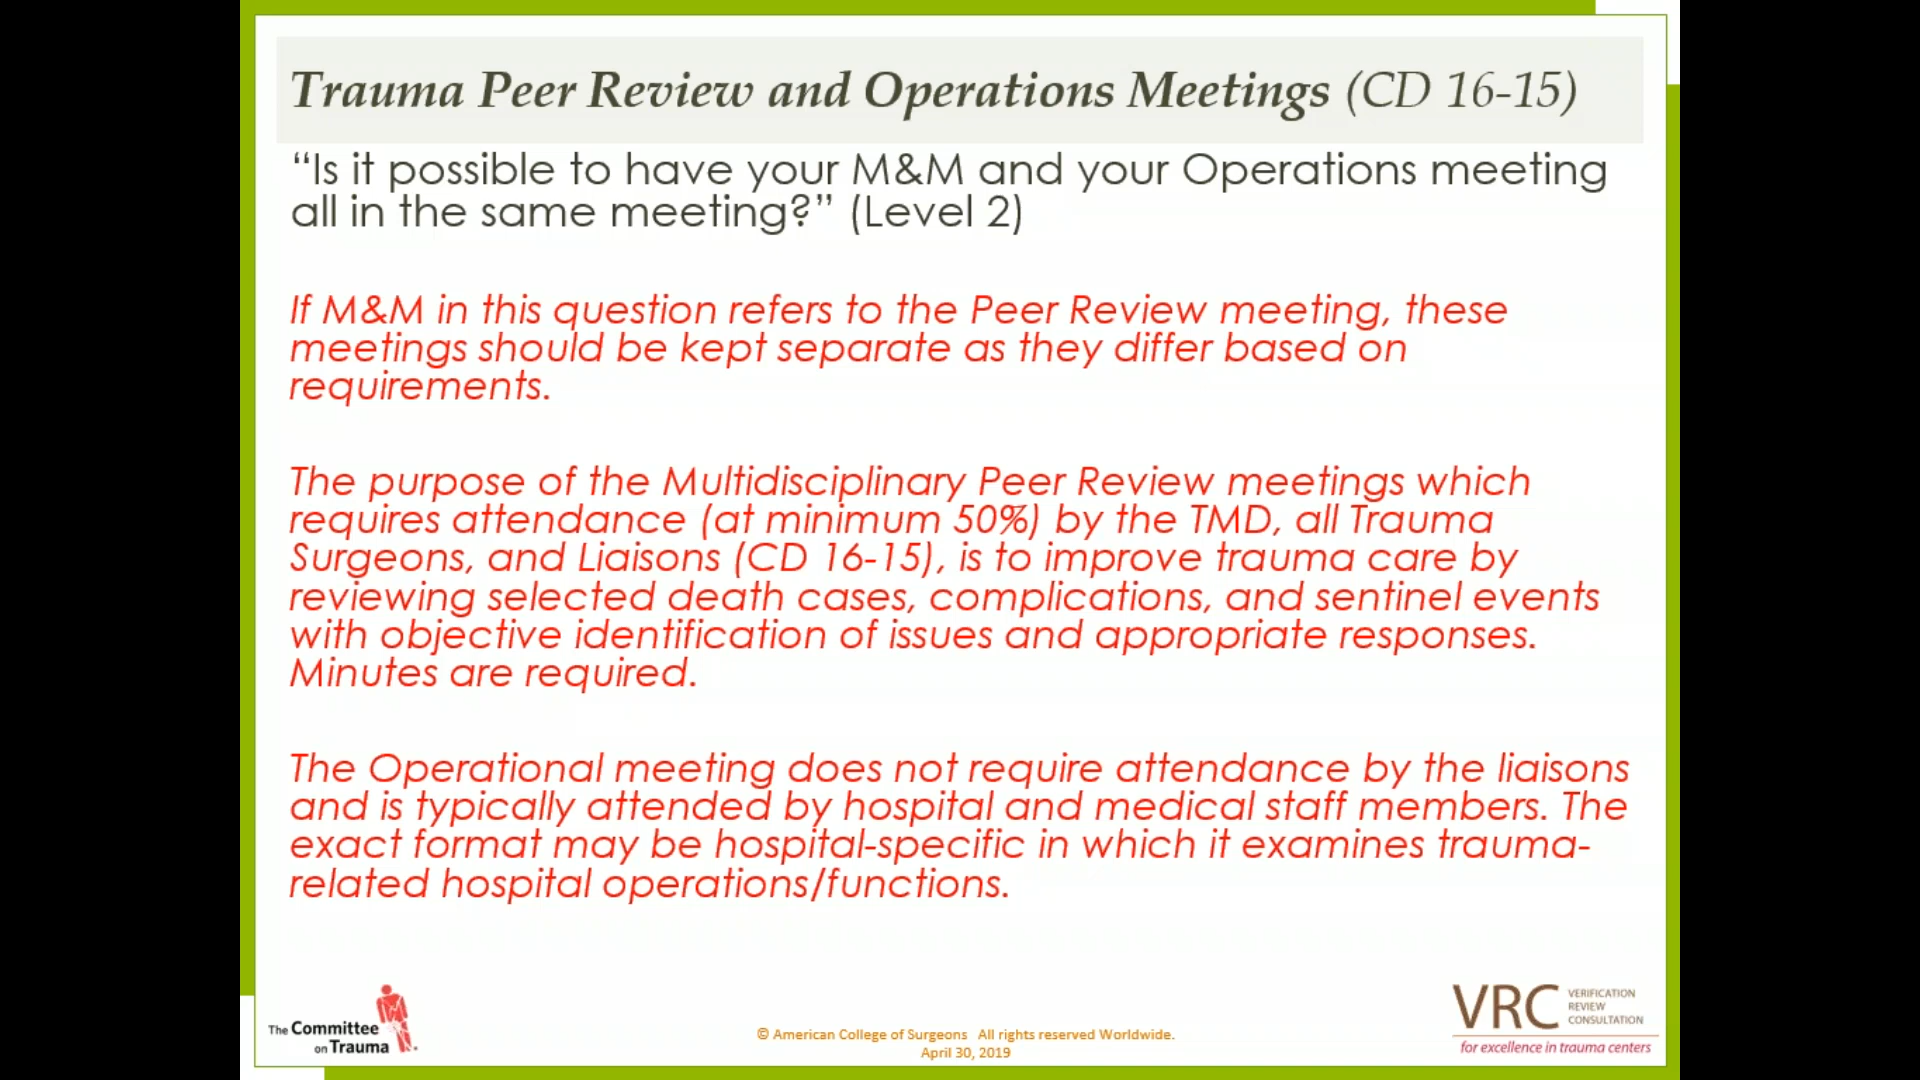 Trauma Peer Review and Operations Meetings (CD 16-15)
“Is it possible to have your M&M and your Operations meeting
all in the same meeting?” (Level 2)
If M&M in this question refers to the Peer Review meeting, these
meetings should be kept separate as they differ based on
requirements.
The purpose of the Multidisciplinary Peer Review meetings which
requires attendance (at minimum 50%) by the TMD, all Trauma
Surgeons, and Liaisons (CD 16-15), is to improve trauma care by
reviewing selected death cases, complications, and sentinel events
with objective identification of issues and appropriate responses.
Minutes are required.
The Operational meeting does not require attendance by the liaisons
and is typically attended by hospital and medical staff members. The
exact format may be hospital-specific in which it examines trauma-
related hospital operations/functions.
The Committee
on Trauma
© American College of Surgeons All rights reserved Worldwide.
April 30, 2019
VRC
VERIFICATION
REVIEW
CONSULTATION
for excellence in trauma centers